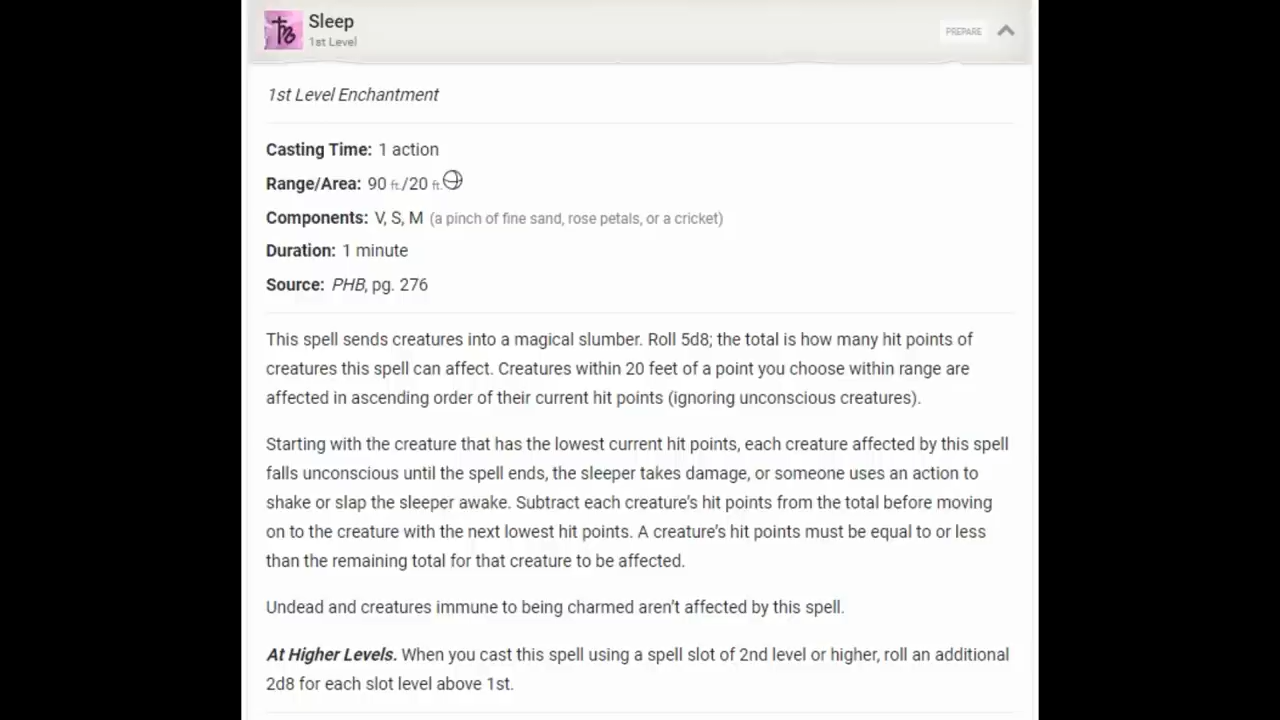 Sleep
1st Level
PREPARE
1st Level Enchantment
Casting Time: 1 action
Range/Area: 90 ft./20 ft.
Components: V, S, M (a pinch of fine sand, rose petals, or a cricket)
Duration: 1 minute
Source: PHB, pg. 276
This spell sends creatures into a magical slumber. Roll 5d8; the total is how many hit points of
creatures this spell can affect. Creatures within 20 feet of a point you choose within range are
affected in ascending order of their current hit points (ignoring unconscious creatures).
Starting with the creature that has the lowest current hit points, each creature affected by this spell
falls unconscious until the spell ends, the sleeper takes damage, or someone uses an action to
shake or slap the sleeper awake. Subtract each creature's hit points from the total before moving
on to the creature with the next lowest hit points. A creature's hit points must be equal to or less
than the remaining total for that creature to be affected.
Undead and creatures immune to being charmed aren't affected by this spell.
At Higher Levels. When you cast this spell using a spell slot of 2nd level or higher, roll an additional
2d8 for each slot level above 1st.